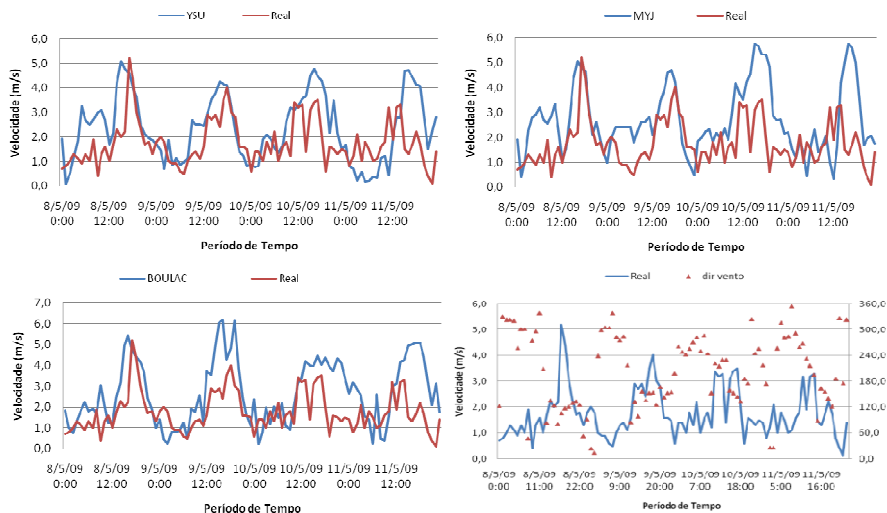 YSU Real
Velocidade (m/s)
6,0
5,0
4,0
3,0
2,0
1,0
0,0
8/5/09 8/5/09 9/5/09 9/5/09 10/5/09 10/5/09 11/5/09 11/5/09
0:00 12:00 0:00 12:00 0:00 12:00 0:00 12:00
Período de Tempo
MYJ Real
Velocidade (m/s)
6,0
5,0
4,0
3,0
2,0
1,0
0,0
8/5/09 8/5/09 9/5/09 9/5/09 10/5/09 10/5/09 11/5/09 11/5/09
0:00 12:00 0:00 12:00 0:00 12:00 0:00 12:00
Período de Tempo
BOULAC Real
Velocidade (m/s)
7,0
6,0
5,0
4,0
3,0
2,0
1,0
0,0
8/5/09 8/5/09 9/5/09 9/5/09 10/5/09 10/5/09 11/5/09 11/5/09
0:00 12:00 0:00 12:00 0:00 12:00 0:00 12:00
Período de Tempo
Real dir vento
Velocidade (m/s)
6,0 360,0
5,0 300,0
4,0 240,0
3,0 180,0
2,0 120,0
1,0 60,0
0,0 0,0
8/5/09 8/5/09 8/5/09 9/5/09 9/5/09 10/5/09 10/5/09 11/5/09 11/5/09
0:00 11:00 22:00 9:00 20:00 7:00 18:00 5:00 16:00
Período de Tempo